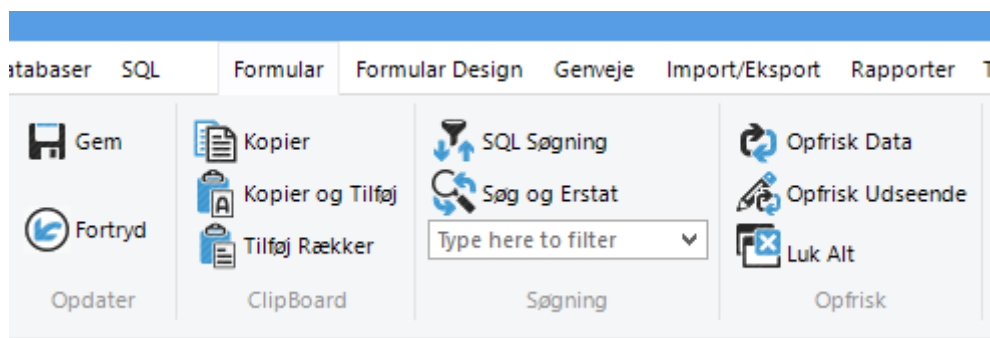 atabaser SQL Formular Formular Design Genveje Import/Eksport Rapporter T
Gem
Fortryd
Opdater
Kopier
Kopier og Tilføj
Tilføj Rækker
ClipBoard
SQL Søgning
Søg og Erstat
Type here to filter
Søgning
Opfrisk Data
Opfrisk Udseende
Luk Alt
Opfrisk